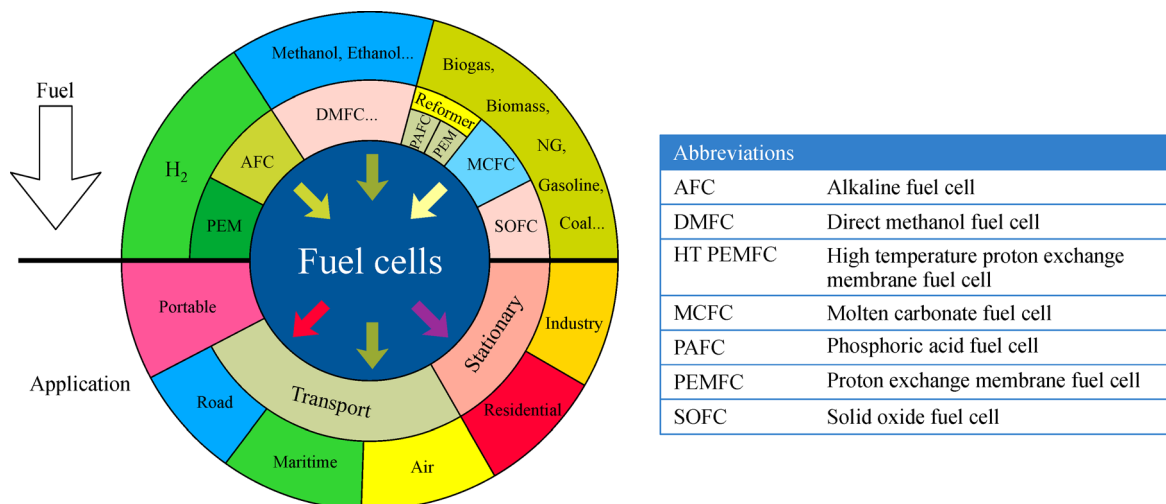 Fuel
Methanol, Ethanol...
Biogas,
Biomass,
NG,
Gasoline,
Coal...
H2
DMFC...
Reformer
PAFC
PEM
AFC
MCFC
PEM
SOFC
Fuel cells
Portable
Stationary
Industry
Application
Transport
Road
Residential
Maritime
Air
Abbreviations
AFC Alkaline fuel cell
DMFC Direct methanol fuel cell
HT PEMFC High temperature proton exchange
membrane fuel cell
MCFC Molten carbonate fuel cell
PAFC Phosphoric acid fuel cell
PEMFC Proton exchange membrane fuel cell
SOFC Solid oxide fuel cell